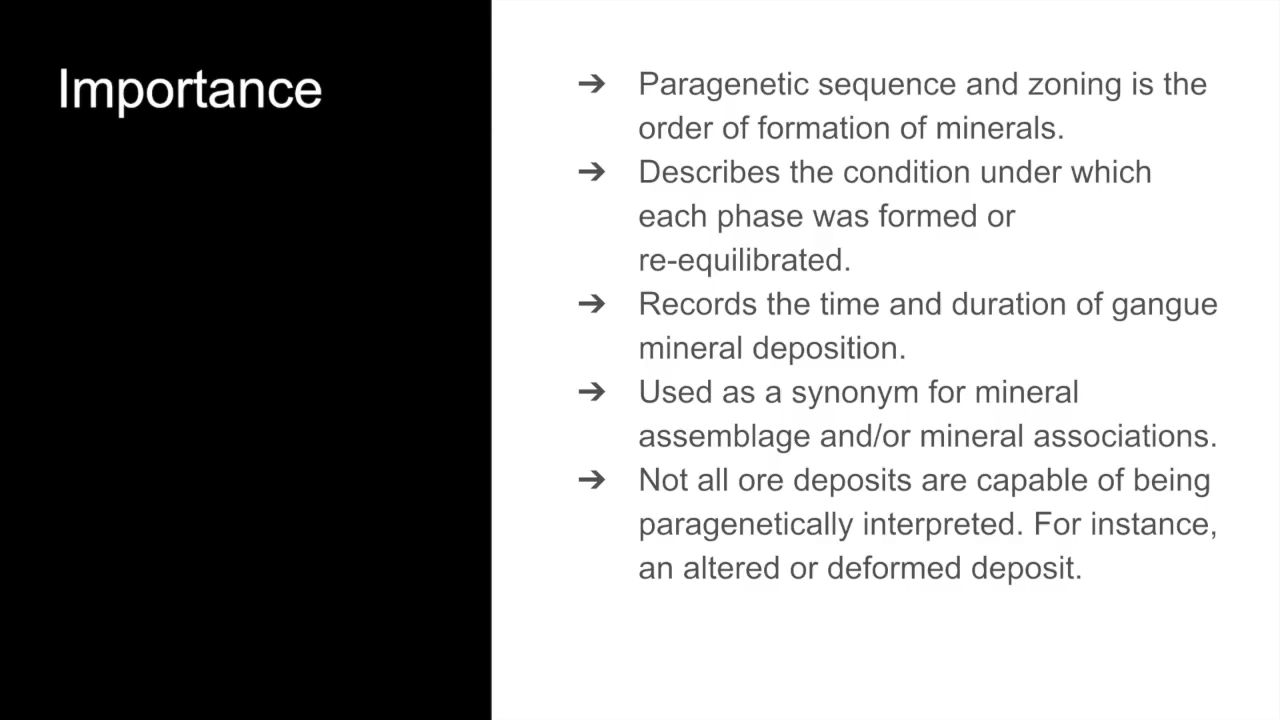 Importance
➔ Paragenetic sequence and zoning is the
order of formation of minerals.
➔ Describes the condition under which
each phase was formed or
re-equilibrated.
➔ Records the time and duration of gangue
mineral deposition.
➔ Used as a synonym for mineral
assemblage and/or mineral associations.
➔ Not all ore deposits are capable of being
paragenetically interpreted. For instance,
an altered or deformed deposit.